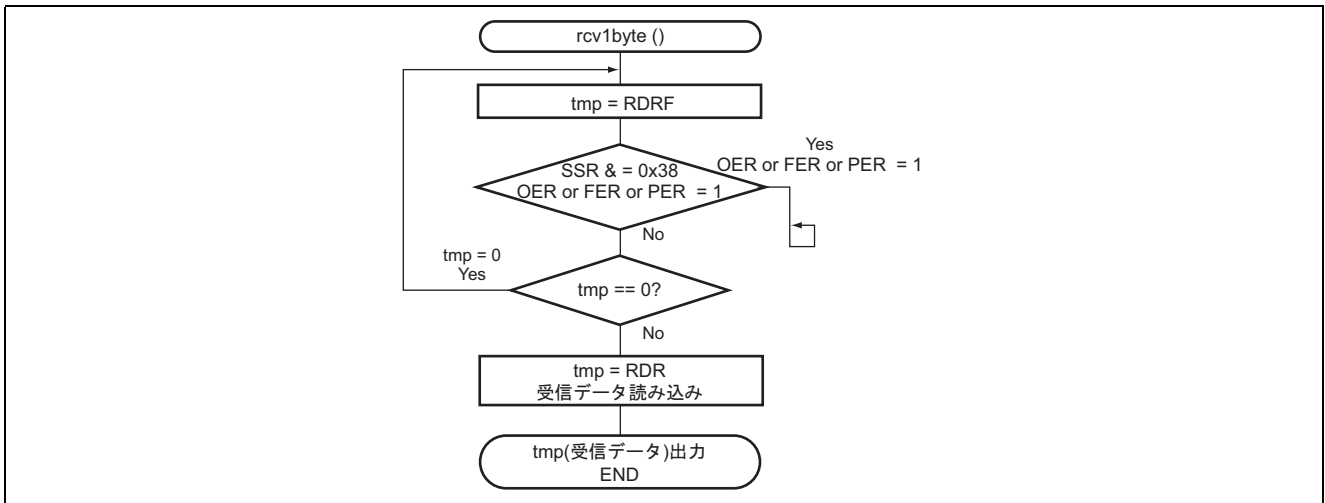 rcv1byte ()
tmp = RDRF
SSR & = 0x38
OER or FER or PER = 1
Yes
OER or FER or PER = 1
No
tmp = 0
Yes
tmp == 0?
No
tmp = RDR
受信データ読み込み
tmp(受信データ)出力
END